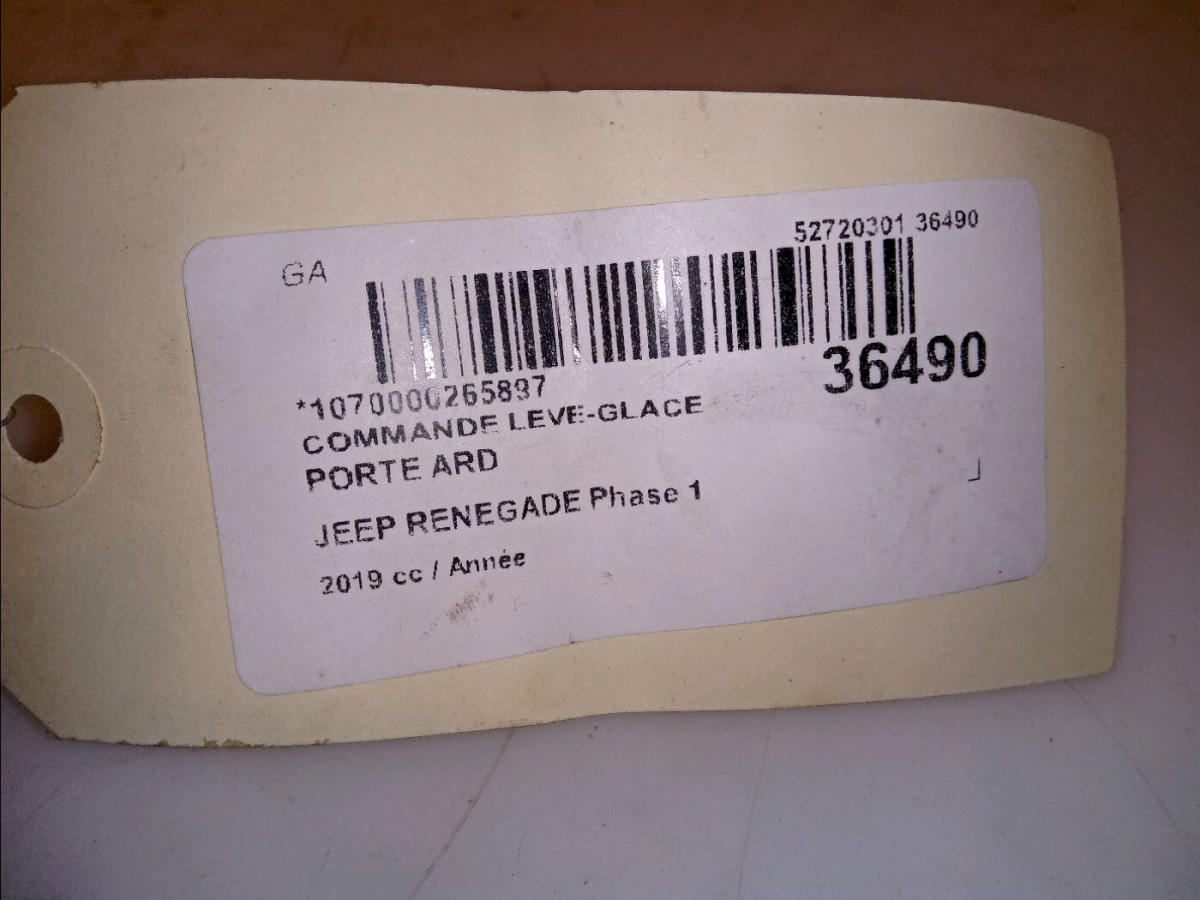 52720301 36490
GA
36490
*1070000265897
COMMANDE LEVE-GLACE
PORTE ARD
JEEP RENEGADE Phase 1
2019 cc / Année